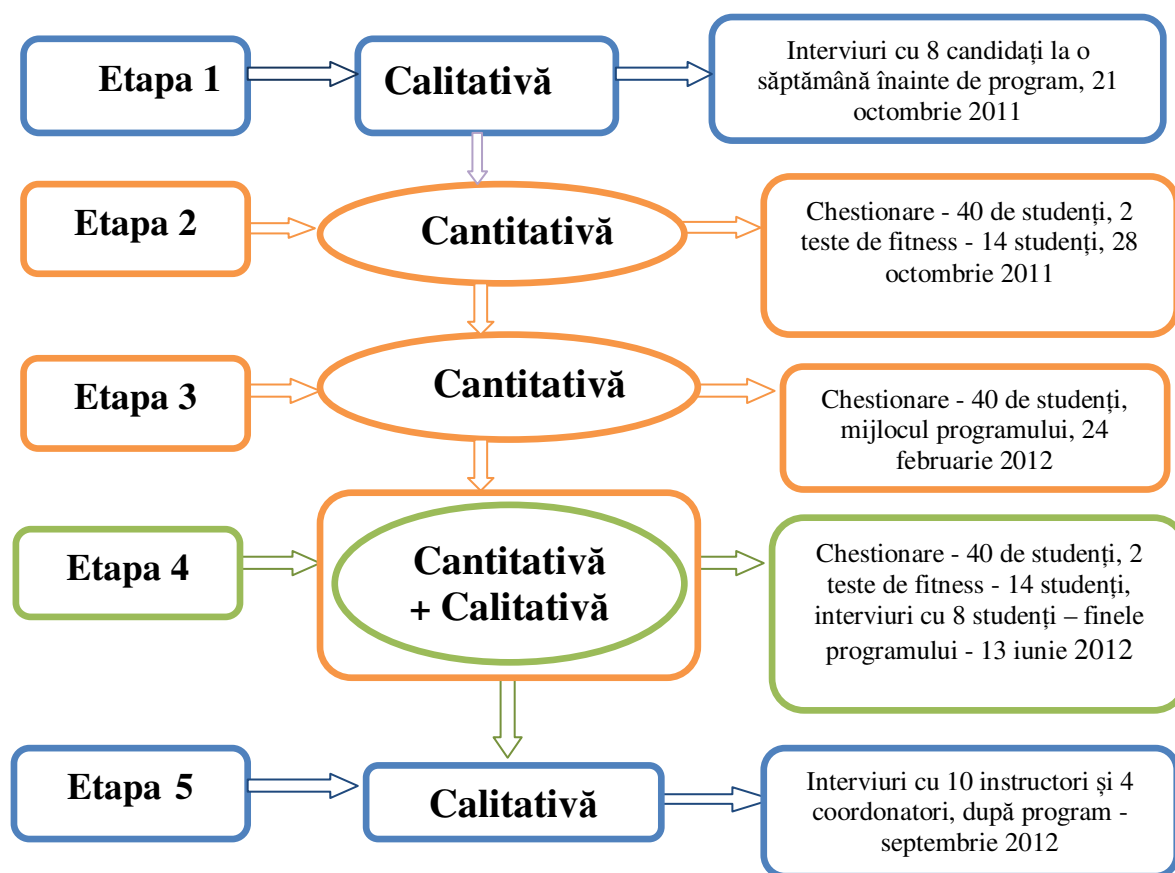 Etapa 1
Calitativă
Interviuri cu 8 candidați la o
săptămână înainte de program, 21
octombrie 2011
Etapa 2
Cantitativă
Chestionare - 40 de studenți, 2
teste de fitness - 14 studenți, 28
octombrie 2011
Etapa 3
Cantitativă
Chestionare - 40 de studenți,
mijlocul programului, 24
februarie 2012
Etapa 4
Cantitativă
+ Calitativă
Chestionare - 40 de studenți, 2
teste de fitness - 14 studenți,
interviuri cu 8 studenți – finele
programului - 13 iunie 2012
Etapa 5
Calitativă
Interviuri cu 10 instructori și 4
coordonatori, după program -
septembrie 2012